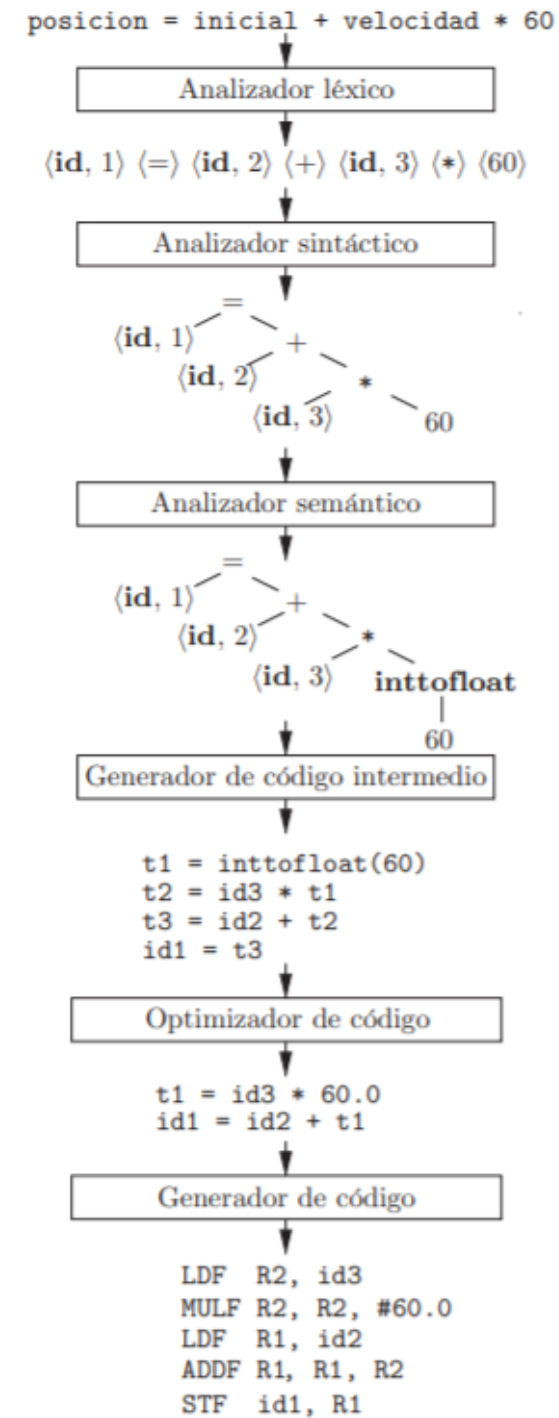 posicion = inicial + velocidad * 60
Analizador léxico
⟨id, 1⟩ ⟨=⟩ ⟨id, 2⟩ ⟨+⟩ ⟨id, 3⟩ ⟨*⟩ ⟨60⟩
Analizador sintáctico
=
⟨id, 1⟩
+
⟨id, 2⟩
*
⟨id, 3⟩
60
Analizador semántico
=
⟨id, 1⟩
+
⟨id, 2⟩
*
⟨id, 3⟩
inttofloat
60
Generador de código intermedio
t1 = inttofloat(60)
t2 = id3 * t1
t3 = id2 + t2
id1 = t3
Optimizador de código
t1 = id3 * 60.0
id1 = id2 + t1
Generador de código
LDF R2, id3
MULF R2, R2, #60.0
LDF R1, id2
ADDF R1, R1, R2
STF id1, R1